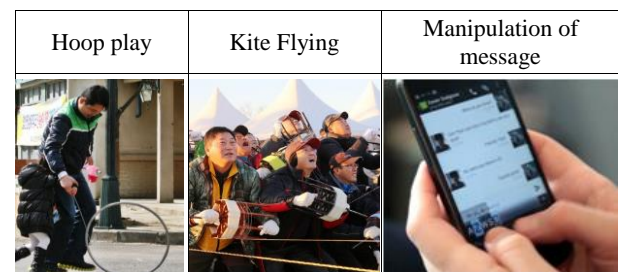 Hoop play
Kite Flying
Manipulation of
message